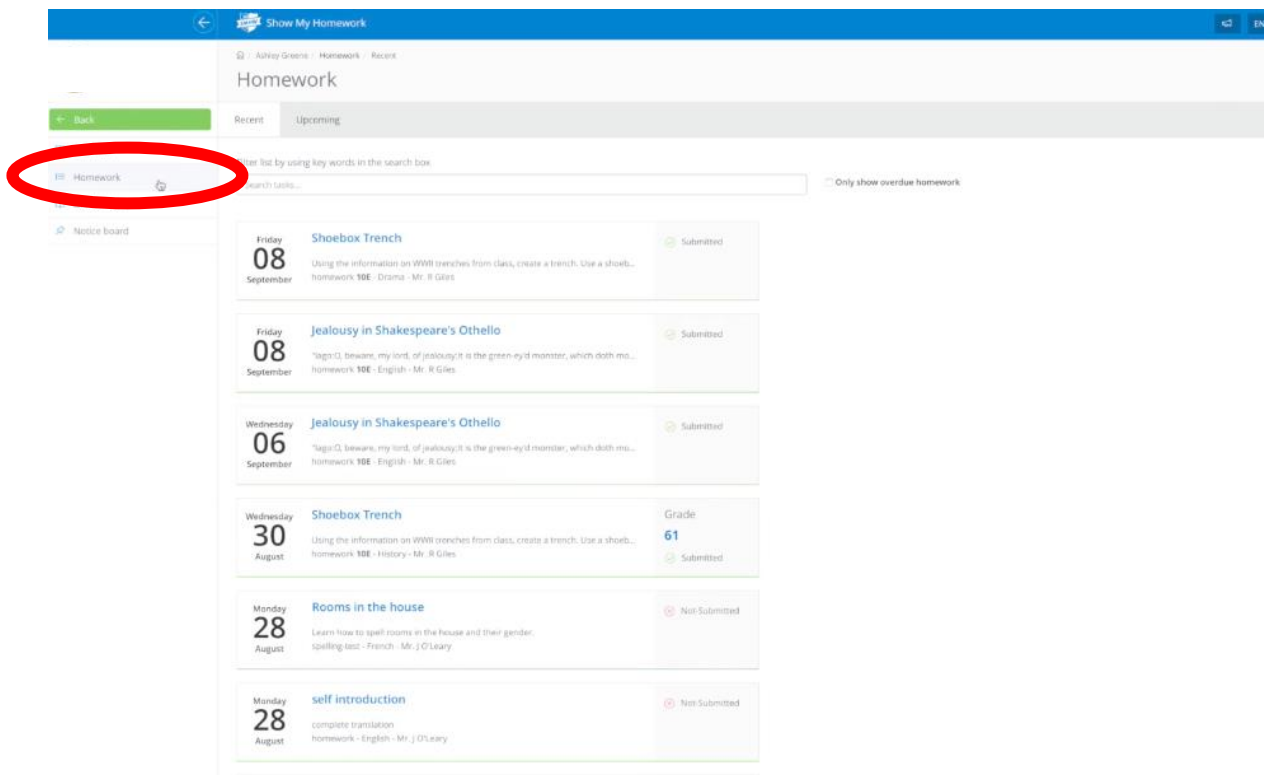 Show My Homework
EN
/ Ashley Greene / Homework / Recent
Homework
← Back
Recent
Upcoming
Filter list by using key words in the search box
Homework
Search tasks...
Only show overdue homework
Notice board
Friday
08
September
Shoebox Trench
Using the information on WWII trenches from class, create a trench. Use a shoeb...
homework 10E - Drama - Mr. R Giles
Submitted
Friday
08
September
Jealousy in Shakespeare's Othello
"Iago:O, beware, my lord, of jealousy;it is the green-ey'd monster, which doth mo...
homework 10E - English - Mr. R Giles
Submitted
Wednesday
06
September
Jealousy in Shakespeare's Othello
"Iago:O, beware, my lord, of jealousy;it is the green-ey'd monster, which doth mo...
homework 10E - English - Mr. R Giles
Submitted
Wednesday
30
August
Shoebox Trench
Using the information on WWII trenches from class, create a trench. Use a shoeb...
homework 10E - History - Mr. R Giles
Grade
61
Submitted
Monday
28
August
Rooms in the house
Learn how to spell rooms in the house and their gender.
spelling-test - French - Mr. J O'Leary
Not-Submitted
Monday
28
August
self introduction
complete translation
homework - English - Mr. J O'Leary
Not-Submitted